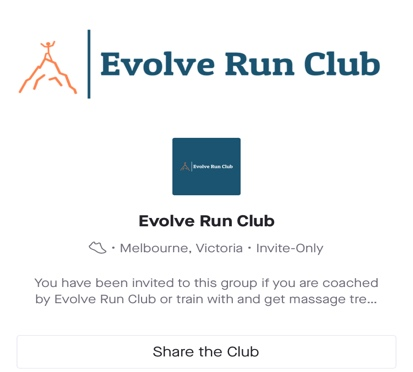 Evolve Run Club
Evolve Run Club
Evolve Run Club
· Melbourne, Victoria · Invite-Only
You have been invited to this group if you are coached
by Evolve Run Club or train with and get massage tre...
Share the Club